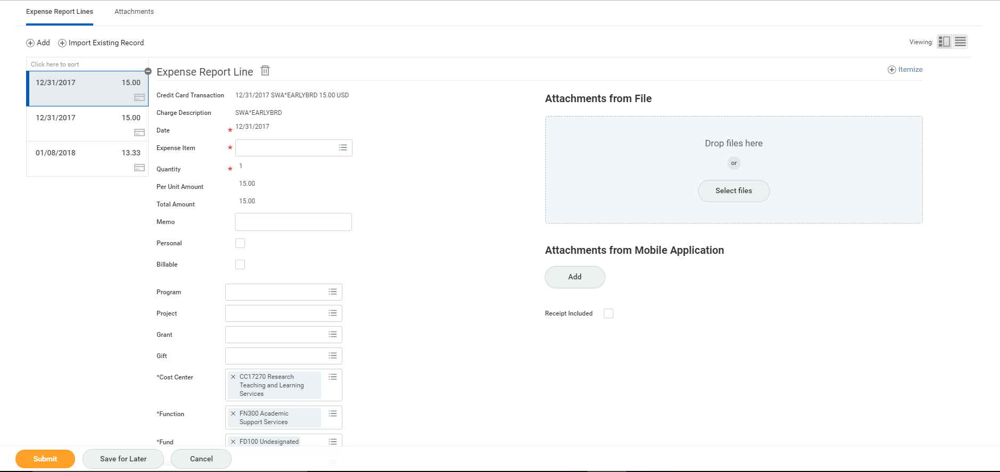 Expense Report Lines
Attachments
Add
Import Existing Record
Viewing:
Click here to sort
12/31/2017 15.00
12/31/2017 15.00
01/08/2018 13.33
Expense Report Line
Itemize
Credit Card Transaction 12/31/2017 SWA*EARLYBRD 15.00 USD
Charge Description SWA*EARLYBRD
Date * 12/31/2017
Expense Item *
Quantity * 1
Per Unit Amount 15.00
Total Amount 15.00
Memo
Personal
Billable
Program
Project
Grant
Gift
*Cost Center
CC17270 Research
Teaching and Learning
Services
*Function
FN300 Academic
Support Services
*Fund
FD100 Undesignated
Attachments from File
Drop files here
or
Select files
Attachments from Mobile Application
Add
Receipt Included
Submit
Save for Later
Cancel